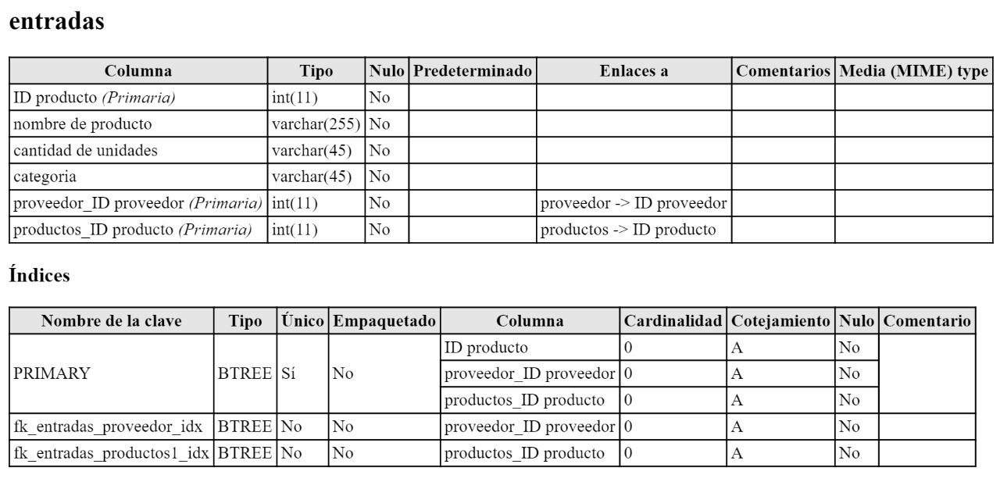 entradas
Columna Tipo Nulo Predeterminado Enlaces a Comentarios Media (MIME) type
ID producto (Primaria) int(11) No
nombre de producto varchar(255) No
cantidad de unidades varchar(45) No
categoria varchar(45) No
proveedor_ID proveedor (Primaria) int(11) No proveedor -> ID proveedor
productos_ID producto (Primaria) int(11) No productos -> ID producto
Índices
Nombre de la clave Tipo Único Empaquetado Columna Cardinalidad Cotejamiento Nulo Comentario
ID producto 0 A No
PRIMARY BTREE Sí No proveedor_ID proveedor 0 A No
productos_ID producto 0 A No
fk_entradas_proveedor_idx BTREE No No proveedor_ID proveedor 0 A No
fk_entradas_productos1_idx BTREE No No productos_ID producto 0 A No